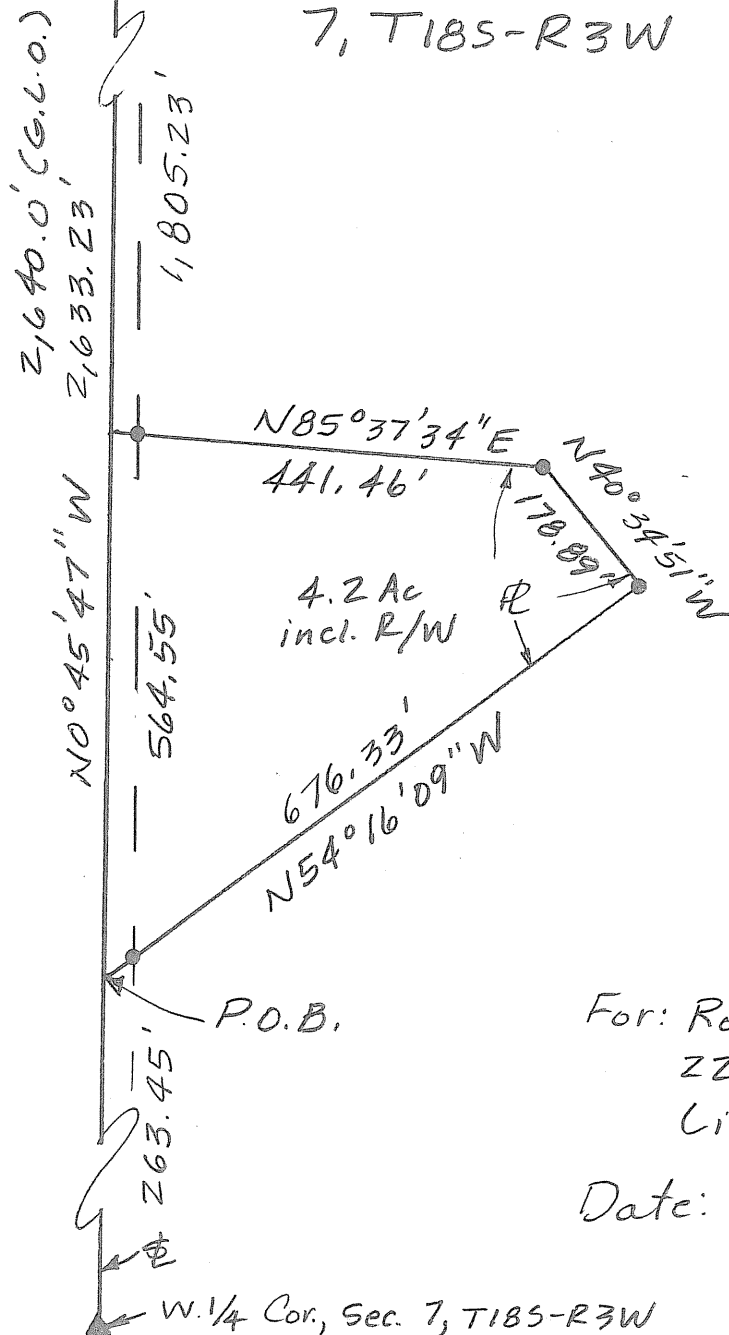 7, T18S-R3W
2,640.0' (G.L.O.)
2,633.23'
1,805.23'
N85°37'34"E
441.46'
N40°34'51"W
178.89'
N0°45'47"W
564.55'
4.2 Ac
incl. R/W
PL
676.33'
N54°16'09"W
P.O.B.
263.45'
For:
Date:
W. 1/4 Cor., Sec. 7, T18S-R3W